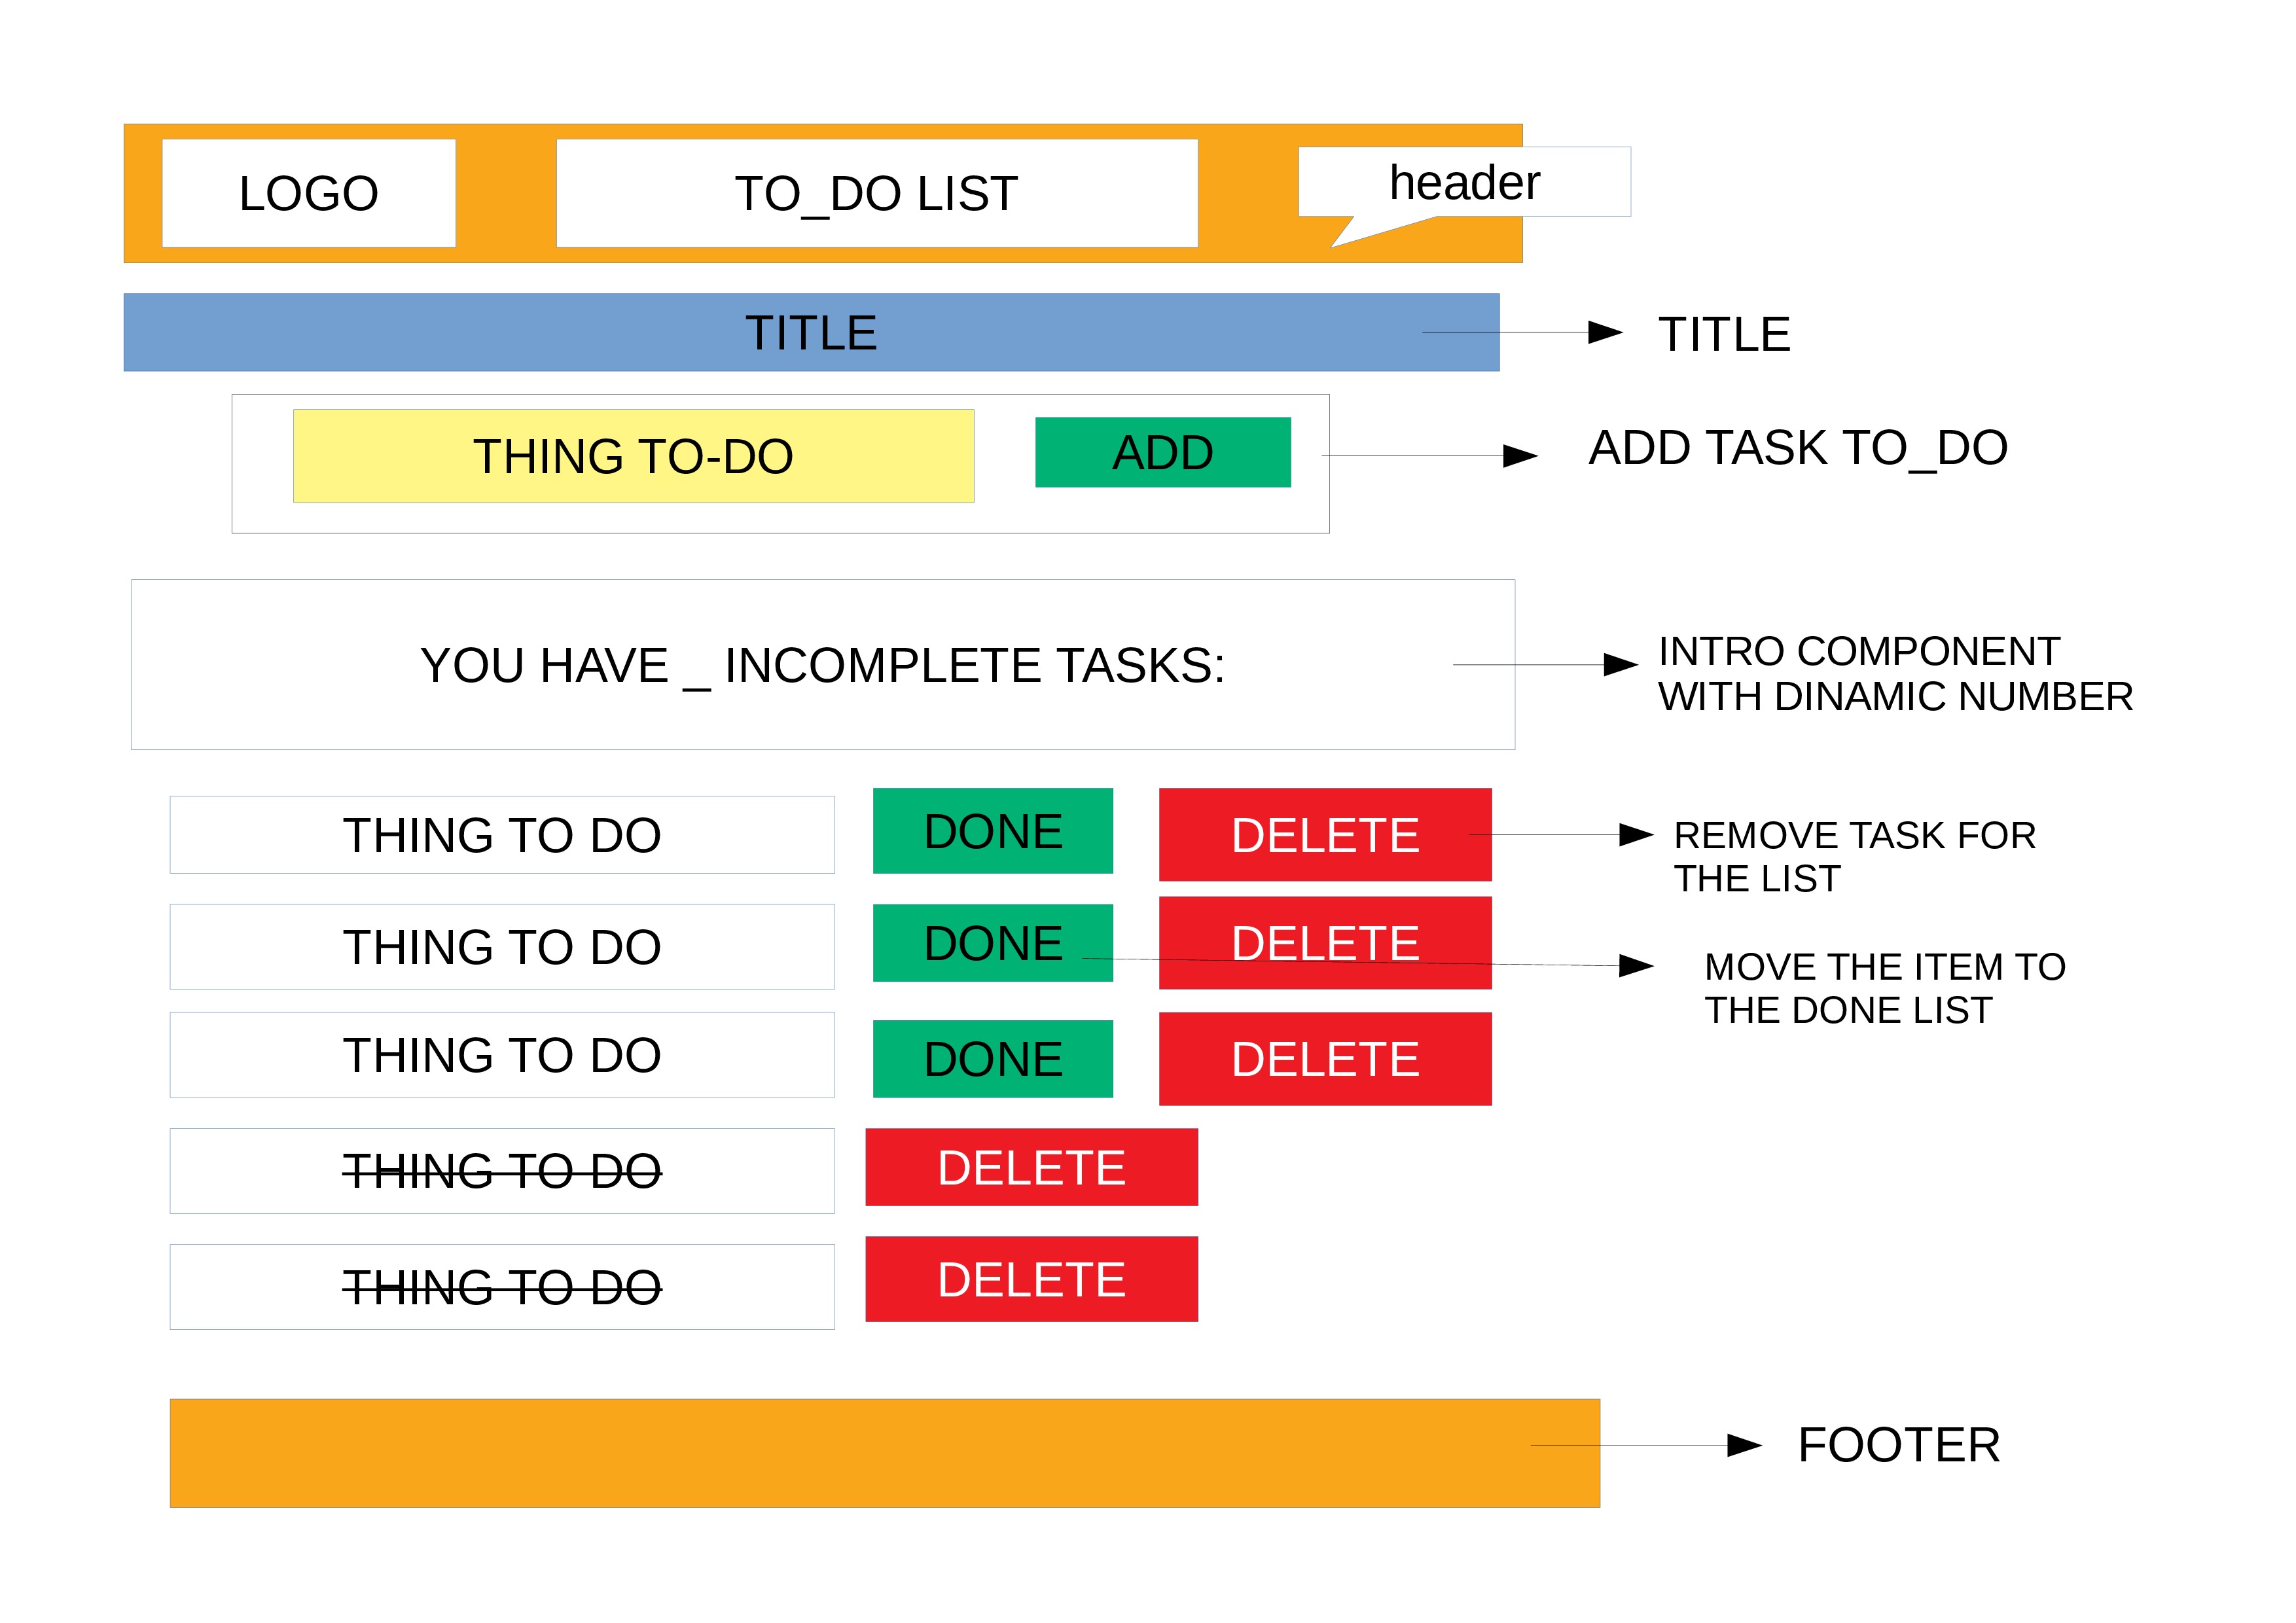 LOGO
TO_DO LIST
header
TITLE
TITLE
THING TO-DO
ADD
ADD TASK TO_DO
YOU HAVE _ INCOMPLETE TASKS:
INTRO COMPONENT
WITH DINAMIC NUMBER
THING TO DO
DONE
DELETE
REMOVE TASK FOR
THE LIST
THING TO DO
DONE
DELETE
MOVE THE ITEM TO
THE DONE LIST
THING TO DO
DONE
DELETE
THING TO DO
DELETE
THING TO DO
DELETE
FOOTER